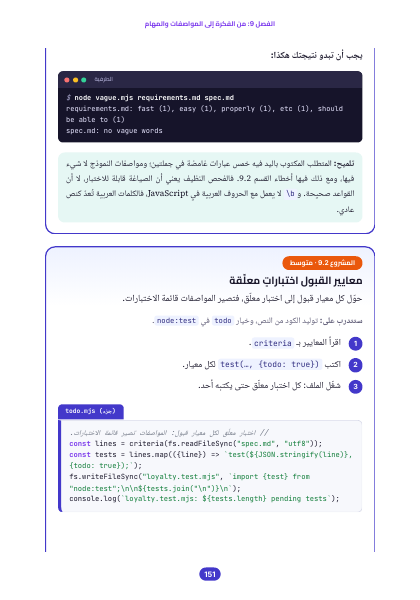 الفصل 9: من الفكرة إلى المواصفات والمهام
يجب أن تبدو نتيجتك هكذا:
الطرفية
$ node vague.mjs requirements.md spec.md
requirements.md: fast (1), easy (1), properly (1), etc (1), should
be able to (1)
spec.md: no vague words
تلميح: المتطلب المكتوب باليد فيه خمس عبارات غامضة في جملتين؛ ومواصفات النموذج لا شيء
فيها، ومع ذلك فيها أخطاء القسم 9.2. فالفحص النظيف يعني أن الصياغة قابلة للاختبار، لا أن
القواعد صحيحة. و \b لا يعمل مع الحروف العربية في JavaScript، فالكلمات العربية تُعدّ كنص
عادي.
المشروع 9.2 · متوسط
معايير القبول اختباراتٍ معلّقة
حوّل كل معيار قبول إلى اختبار معلّق، فتصير المواصفات قائمة الاختبارات.
ستتدرب على: توليد الكود من النص، وخيار todo في node:test.
1 اقرأ المعايير بـ criteria.
2 اكتب test(…, {todo: true}) لكل معيار.
3 شغّل الملف: كل اختبار معلّق حتى يكتبه أحد.
todo.mjs (جزء)
// اختبار معلق لكل معيار قبول: المواصفات تصير قائمة الاختبارات.
const lines = criteria(fs.readFileSync("spec.md", "utf8"));
const tests = lines.map((line) => `test(${JSON.stringify(line)},
{todo: true});`);
fs.writeFileSync("loyalty.test.mjs", `import {test} from
"node:test";\n\n${tests.join("\n")}\n`);
console.log(`loyalty.test.mjs: ${tests.length} pending tests`);
151